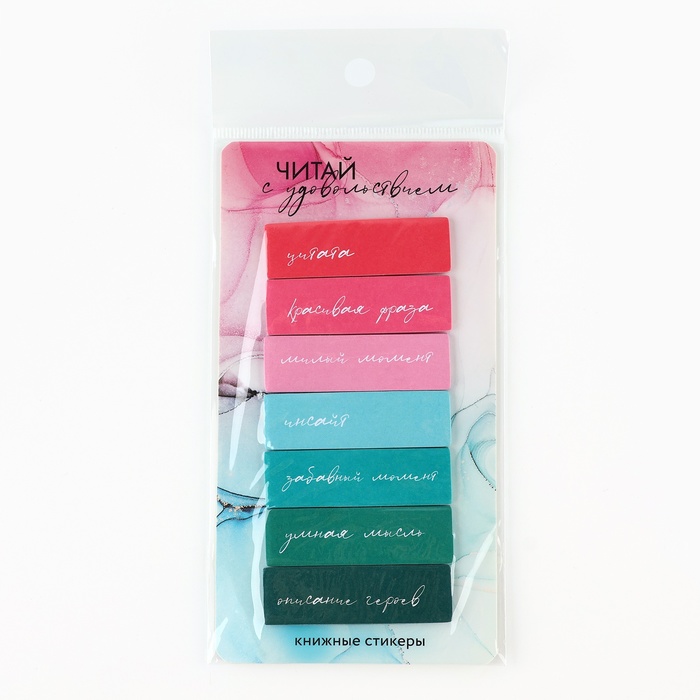 ЧИТАЙ
с удовольствием
цитата
красивая фраза
милый момент
инсайт
забавный момент
умная мысль
описание героев
книжные стикеры